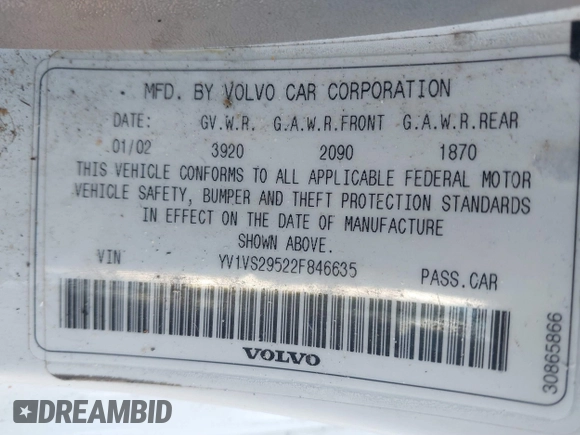 MFD. BY VOLVO CAR CORPORATION
DATE: GV.W.R. G.A.W.R.FRONT G.A.W.R.REAR
01/02 3920 2090 1870
THIS VEHICLE CONFORMS TO ALL APPLICABLE FEDERAL MOTOR
VEHICLE SAFETY, BUMPER AND THEFT PROTECTION STANDARDS
IN EFFECT ON THE DATE OF MANUFACTURE
SHOWN ABOVE.
VIN YV1VS29522F846635 PASS.CAR
VOLVO
30865866
DREAMBID